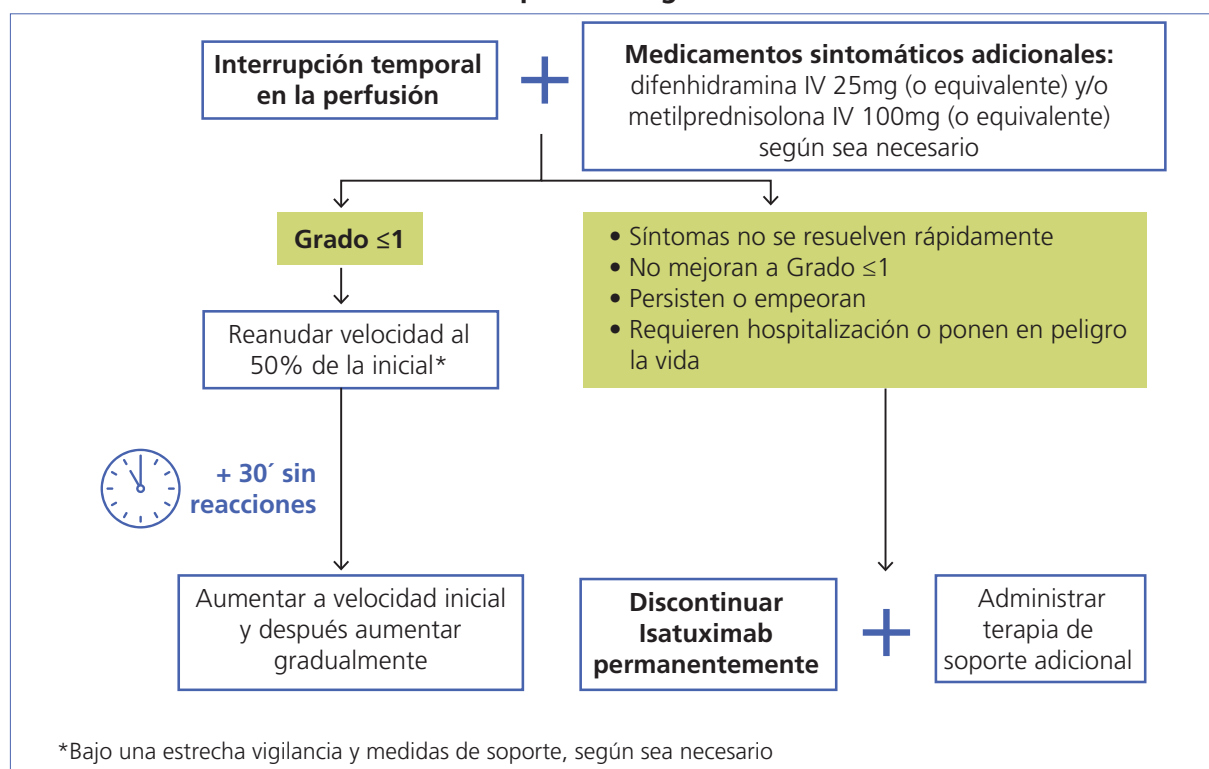 Interrupción temporal
en la perfusión
Medicamentos sintomáticos adicionales:
difenhidramina IV 25mg (o equivalente) y/o
metilprednisolona IV 100mg (o equivalente)
según sea necesario
Grado ≤1
• Síntomas no se resuelven rápidamente
• No mejoran a Grado ≤1
• Persisten o empeoran
• Requieren hospitalización o ponen en peligro
la vida
Reanudar velocidad al
50% de la inicial*
+ 30´ sin
reacciones
Aumentar a velocidad inicial
y después aumentar
gradualmente
Discontinuar
Isatuximab
permanentemente
Administrar
terapia de
soporte adicional
*Bajo una estrecha vigilancia y medidas de soporte, según sea necesario